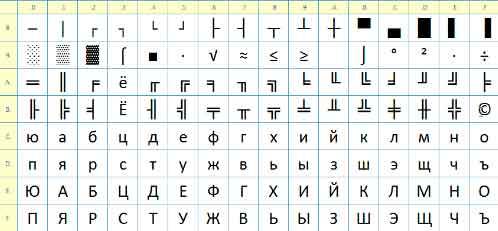 .0 .1 .2 .3 .4 .5 .6 .7 .8 .9 .A .B .C .D .E .F
8. ─ │ ┌ ┐ └ ┘ ├ ┤ ┬ ┴ ┼ ▀ ▄ █ ▌ ▐
9. ░ ▒ ▓ ⌠ ■ ∙ √ ≈ ≤ ≥ ⌡ ° ² · ÷
A. ═ ║ ╒ ё ╓ ╔ ╕ ╖ ╗ ╘ ╙ ╚ ╛ ╜ ╝ ╞
B. ╟ ╠ ╡ Ё ╢ ╣ ╤ ╥ ╦ ╧ ╨ ╩ ╪ ╫ ╬ ©
C. ю а б ц д е ф г х и й к л м н о
D. п я р с т у ж в ь ы з ш э щ ч ъ
E. Ю А Б Ц Д Е Ф Г Х И Й К Л М Н О
F. П Я Р С Т У Ж В Ь Ы З Ш Э Щ Ч Ъ